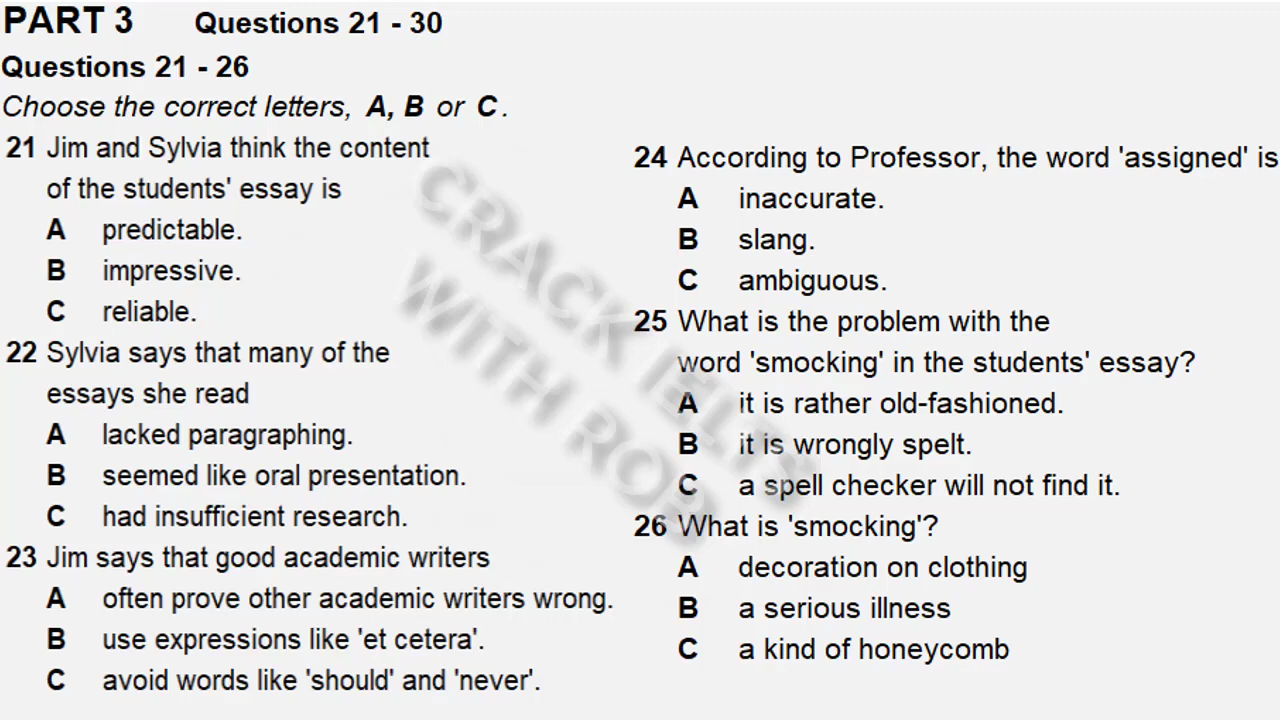 PART 3 Questions 21 - 30
Questions 21 - 26
Choose the correct letters, A, B or C.
21 Jim and Sylvia think the content
of the students' essay is
A predictable.
B impressive.
C reliable.
22 Sylvia says that many of the
essays she read
A lacked paragraphing.
B seemed like oral presentation.
C had insufficient research.
23 Jim says that good academic writers
A often prove other academic writers wrong.
B use expressions like 'et cetera'.
C avoid words like 'should' and 'never'.
24 According to Professor, the word 'assigned' is
A inaccurate.
B slang.
C ambiguous.
25 What is the problem with the
word 'smocking' in the students' essay?
A it is rather old-fashioned.
B it is wrongly spelt.
C a spell checker will not find it.
26 What is 'smocking'?
A decoration on clothing
B a serious illness
C a kind of honeycomb
CRACK IELTS
WITH ROB